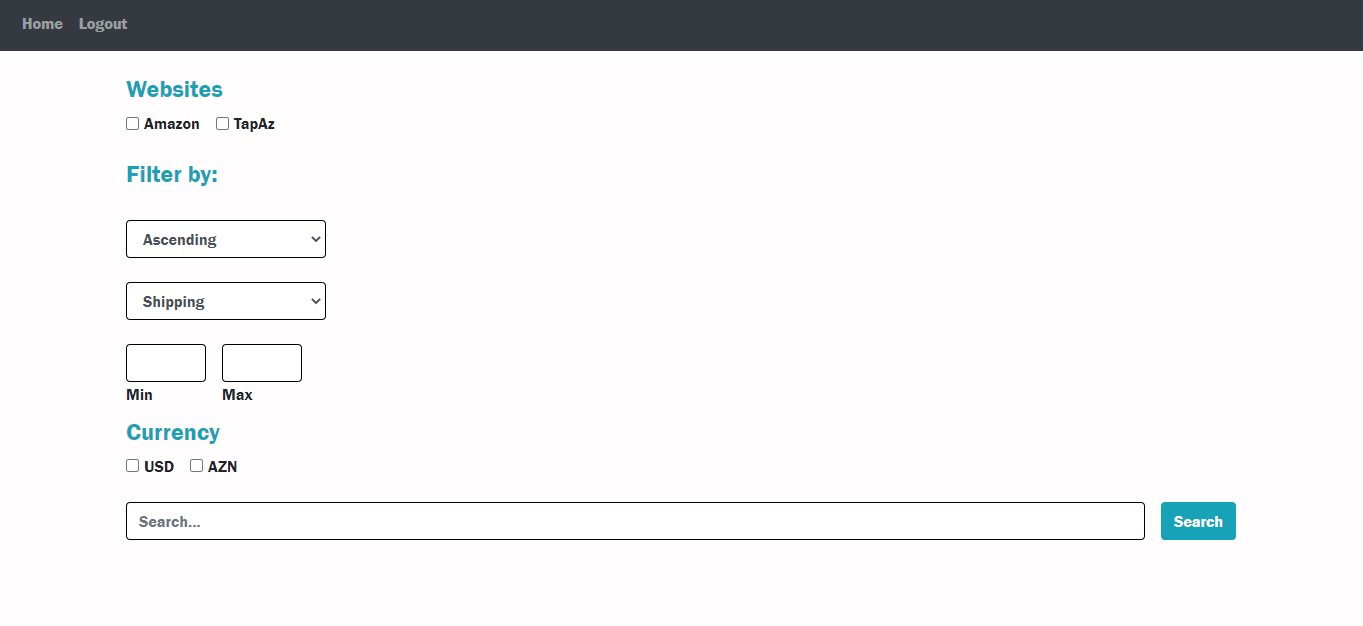 Home Logout
Websites
Amazon TapAz
Filter by:
Ascending
Shipping
Min Max
Currency
USD AZN
Search... Search